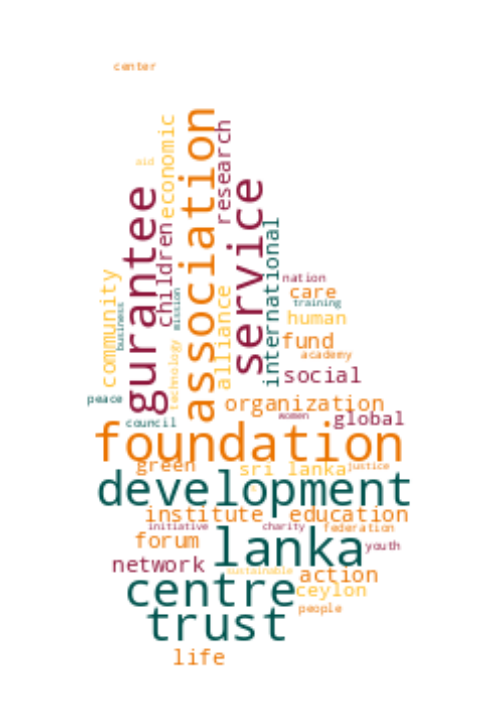 center
aid
economic
association
research
gurantee
children
service
international
community
business
mission
technology
alliance
nation
care
training
human
fund
academy
social
peace
organization
women
global
council
foundation
green
sri lanka
justice
development
institute
education
initiative
charity
federation
forum
lanka
youth
network
sustainable
action
centre
ceylon
people
trust
life